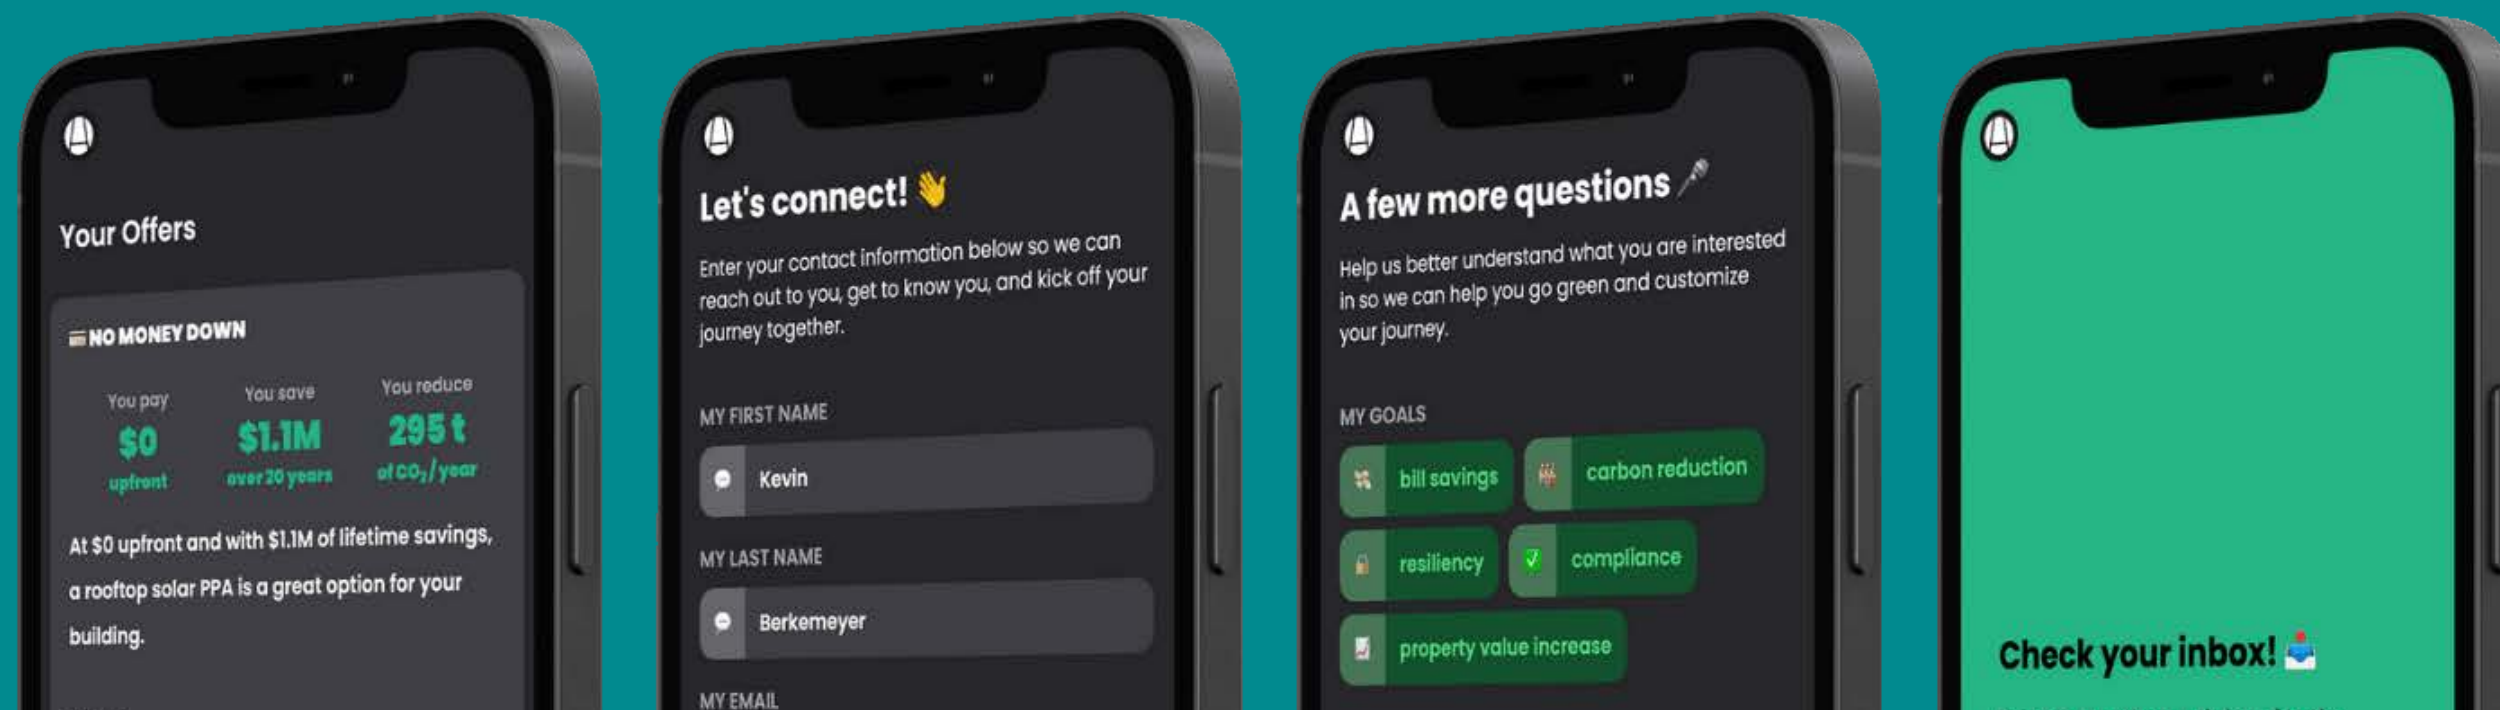 Your Offers
NO MONEY DOWN
You pay
$0
upfront
You save
$1.1M
over 20 years
You reduce
295 t
of CO₂/year
At $0 upfront and with $1.1M of lifetime savings,
a rooftop solar PPA is a great option for your
building.
Let's connect! 👋
Enter your contact information below so we can
reach out to you, get to know you, and kick off your
journey together.
MY FIRST NAME
Kevin
MY LAST NAME
Berkemeyer
MY EMAIL
A few more questions 🎤
Help us better understand what you are interested
in so we can help you go green and customize
your journey.
MY GOALS
bill savings
carbon reduction
resiliency
compliance
property value increase
Check your inbox! 📥